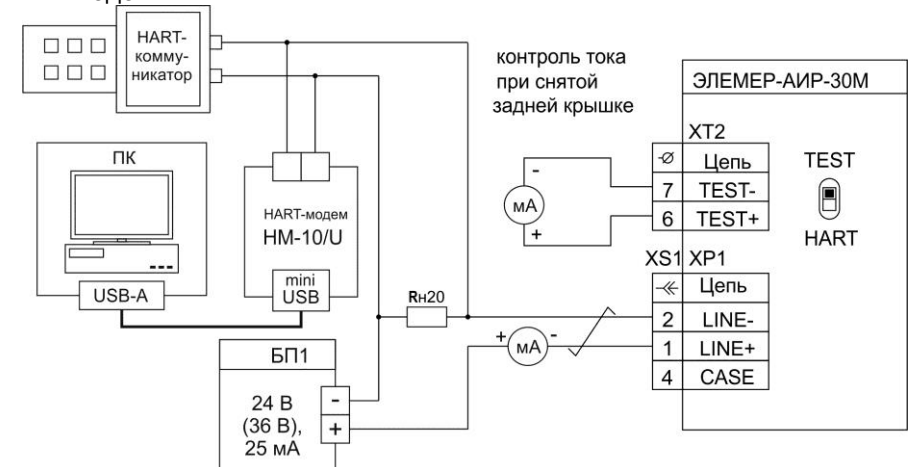 HART-
комму-
никатор
контроль тока
при снятой
задней крышке
ЭЛЕМЕР-АИР-30М
XT2
Цепь
7 TEST-
6 TEST+
TEST
HART
-
мА
+
ПК
USB-A
HART-модем
HM-10/U
mini
USB
Rн20
XS1 XP1
Цепь
2 LINE-
1 LINE+
4 CASE
+ мА -
БП1
24 В
(36 В),
25 мА
-
+